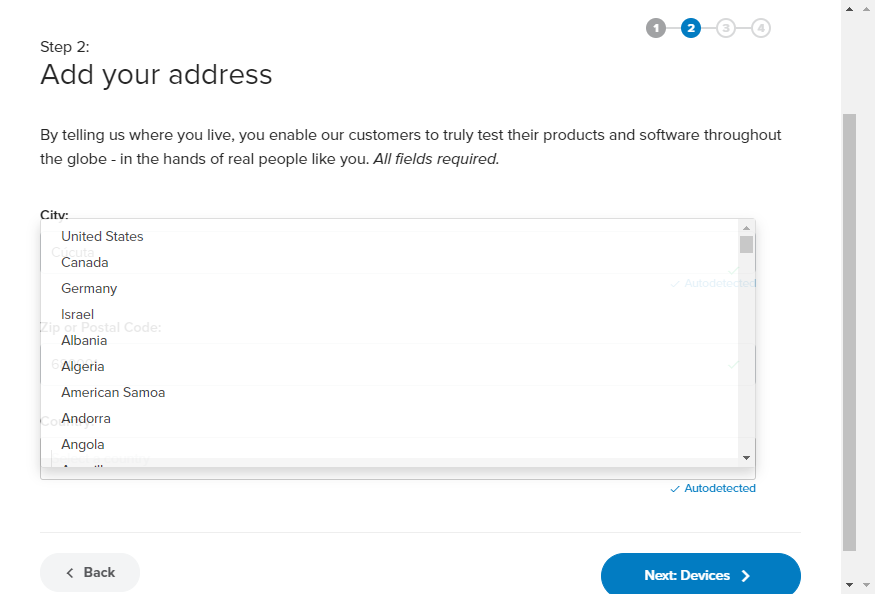 1 2 3 4
Step 2:
Add your address
By telling us where you live, you enable our customers to truly test their products and software throughout
the globe - in the hands of real people like you. All fields required.
City:
United States
Cucuta
Canada
Autodetected
Germany
Israel
Zip or Postal Code:
Albania
Algeria
American Samoa
Andorra
Angola
Autodetected
Back
Next: Devices